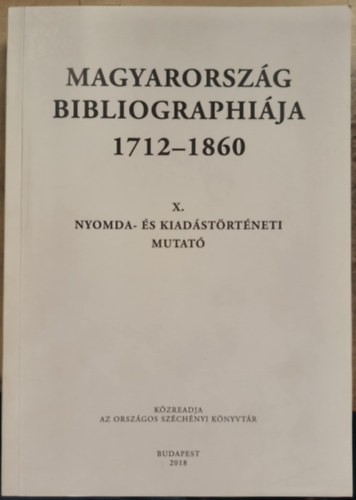 MAGYARORSZÁG
BIBLIOGRAPHIÁJA
1712–1860
X.
NYOMDA- ÉS KIADÁSTÖRTÉNETI
MUTATÓ
KÖZREADJA
AZ ORSZÁGOS SZÉCHÉNYI KÖNYVTÁR
BUDAPEST
2018